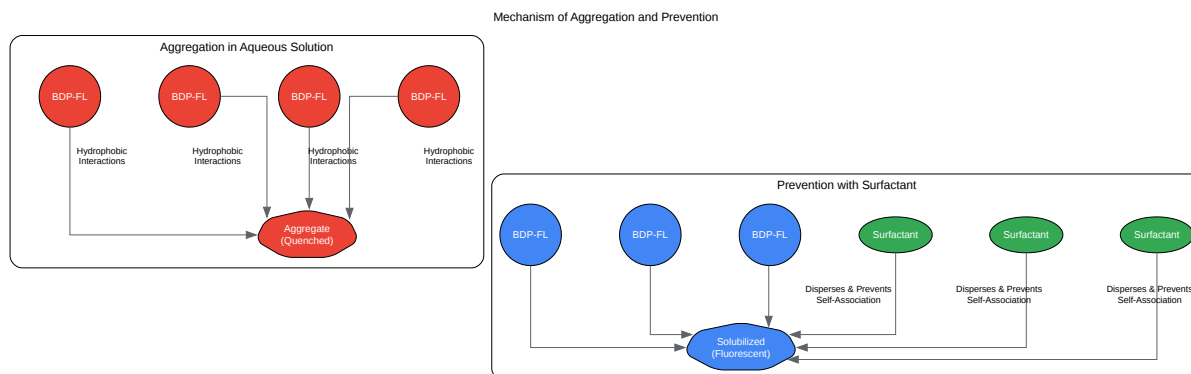 Mechanism of Aggregation and Prevention
Aggregation in Aqueous Solution
BDP-FL
BDP-FL
BDP-FL
BDP-FL
Hydrophobic
Interactions
Hydrophobic
Interactions
Hydrophobic
Interactions
Hydrophobic
Interactions
Aggregate
(Quenched)
Prevention with Surfactant
BDP-FL
BDP-FL
BDP-FL
Surfactant
Surfactant
Surfactant
Disperses & Prevents
Self-Association
Disperses & Prevents
Self-Association
Disperses & Prevents
Self-Association
Solubilized
(Fluorescent)